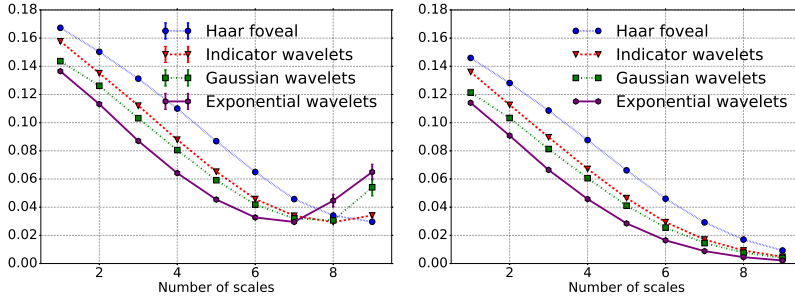 0.18
0.16
0.14
0.12
0.10
0.08
0.06
0.04
0.02
0.00
2
4
6
8
Number of scales
Haar foveal
Indicator wavelets
Gaussian wavelets
Exponential wavelets
0.18
0.16
0.14
0.12
0.10
0.08
0.06
0.04
0.02
0.00
2
4
6
8
Number of scales
Haar foveal
Indicator wavelets
Gaussian wavelets
Exponential wavelets